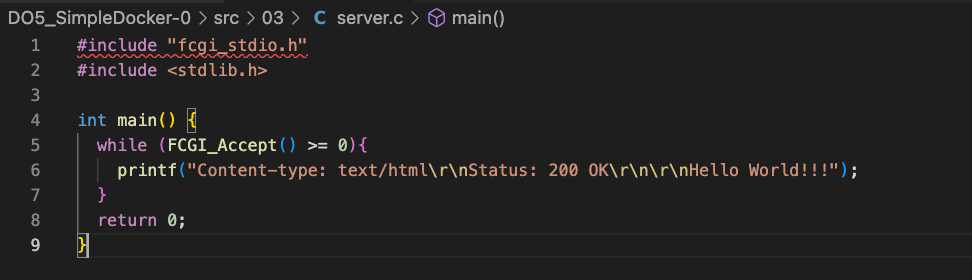 DO5_SimpleDocker-0 > src > 03 > C server.c > main()
1 #include "fcgi_stdio.h"
2 #include <stdlib.h>
3
4 int main() {
5 while (FCGI_Accept() >= 0){
6 printf("Content-type: text/html\r\nStatus: 200 OK\r\n\r\nHello World!!!");
7 }
8 return 0;
9 }